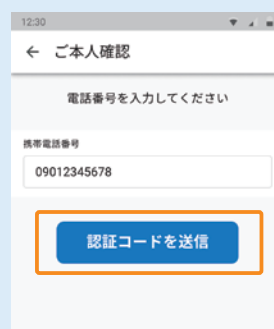 12:30
← ご本人確認
電話番号を入力してください
携帯電話番号
09012345678
認証コードを送信